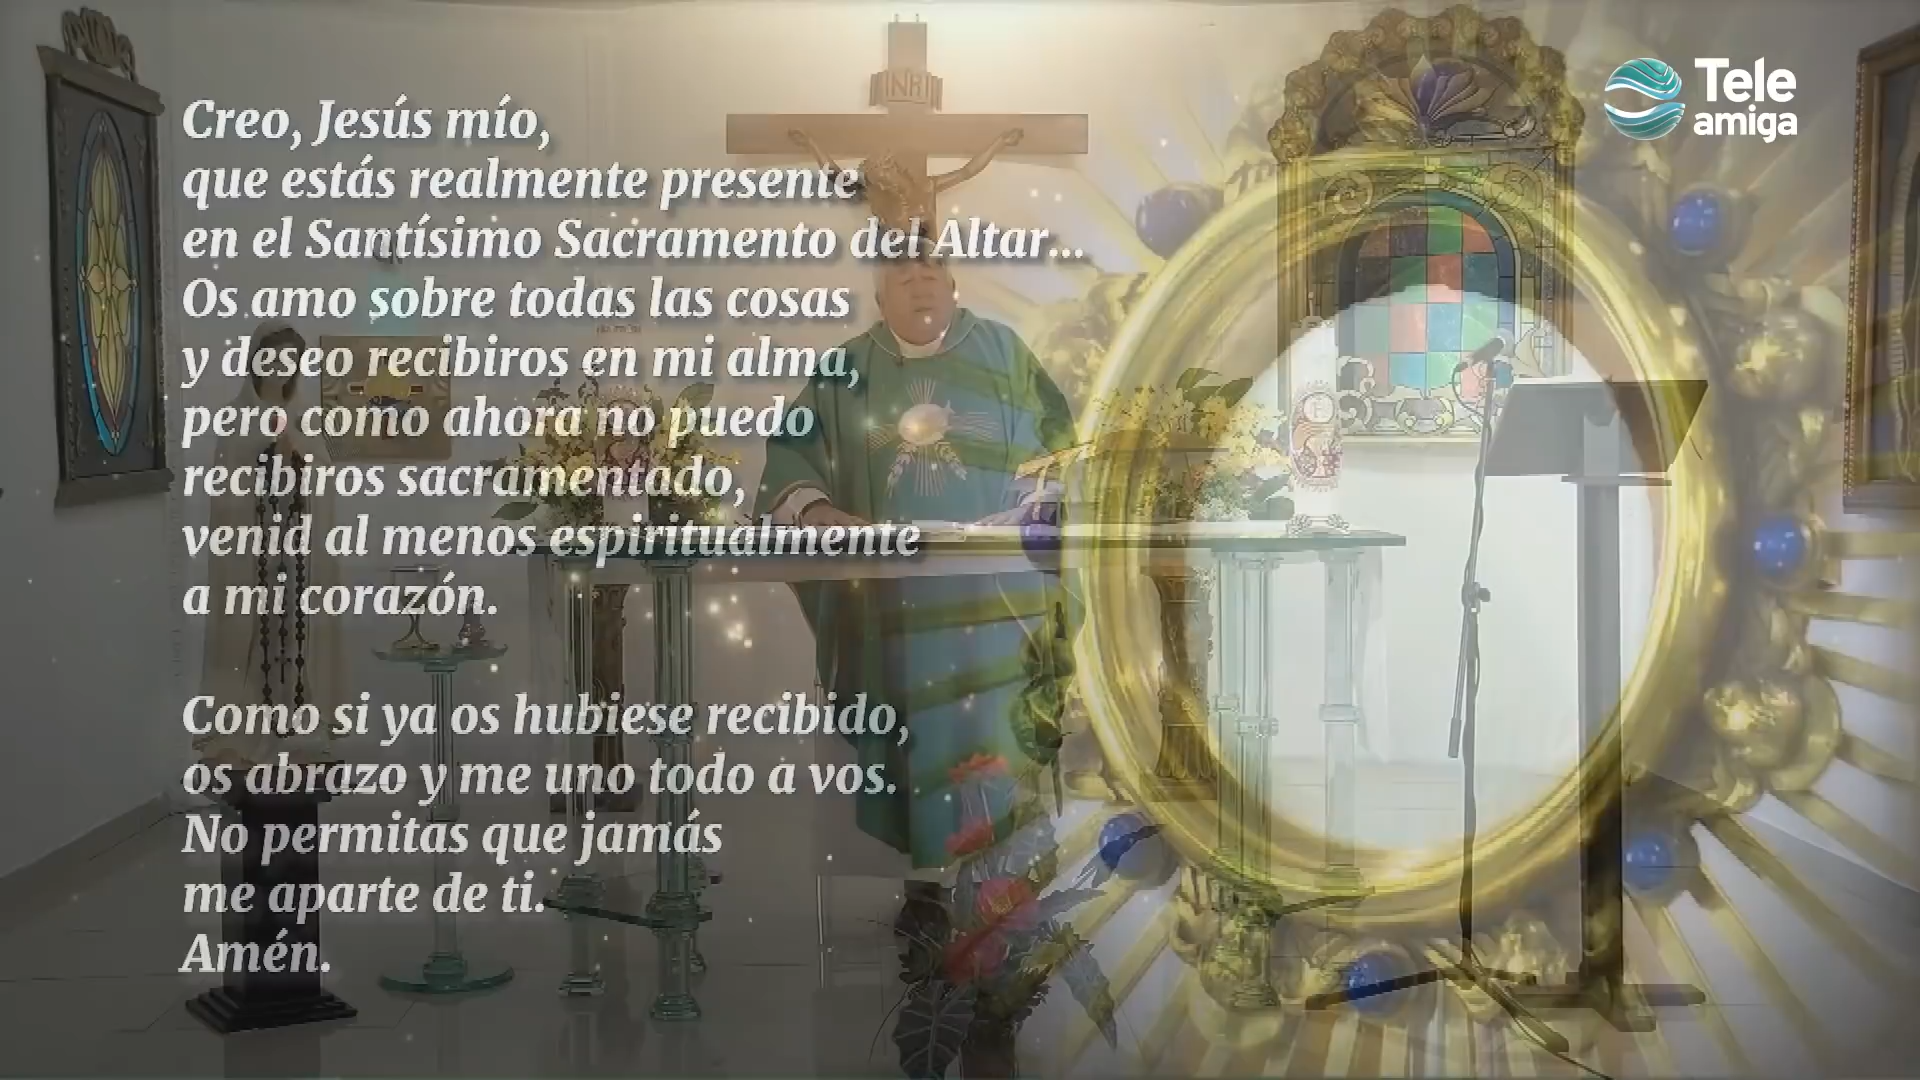 Creo, Jesús mío,
que estás realmente presente
en el Santísimo Sacramento del Altar...
Os amo sobre todas las cosas
y deseo recibiros en mi alma,
pero como ahora no puedo
recibiros sacramentado,
venid al menos espiritualmente
a mi corazón.
Como si ya os hubiese recibido,
os abrazo y me uno todo a vos.
No permitas que jamás
me aparte de ti.
Amén.
INRI
Tele
amiga